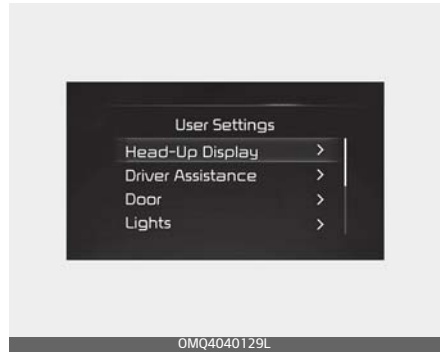 User Settings
Head-Up Display >
Driver Assistance >
Door >
Lights >
OMQ4040129L